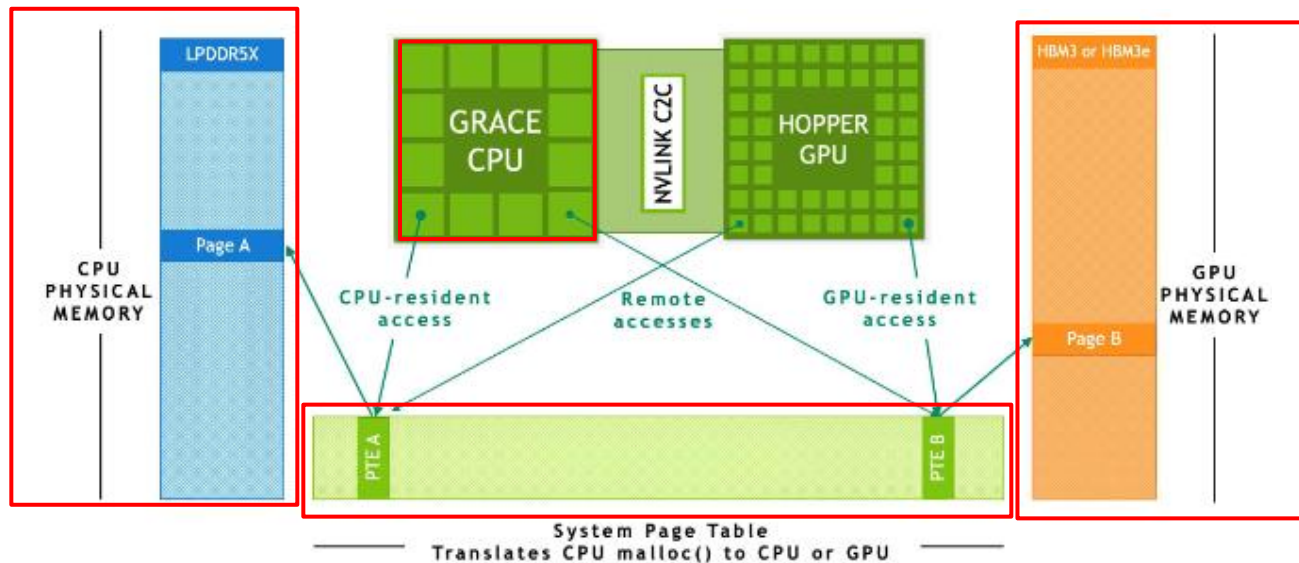 LPDDR5X
Page A
CPU
PHYSICAL
MEMORY
GRACE
CPU
NVLINK C2C
HOPPER
GPU
HBM3 or HBM3e
Page B
GPU
PHYSICAL
MEMORY
CPU-resident
access
Remote
accesses
GPU-resident
access
PTE A
PTE B
System Page Table
Translates CPU malloc() to CPU or GPU